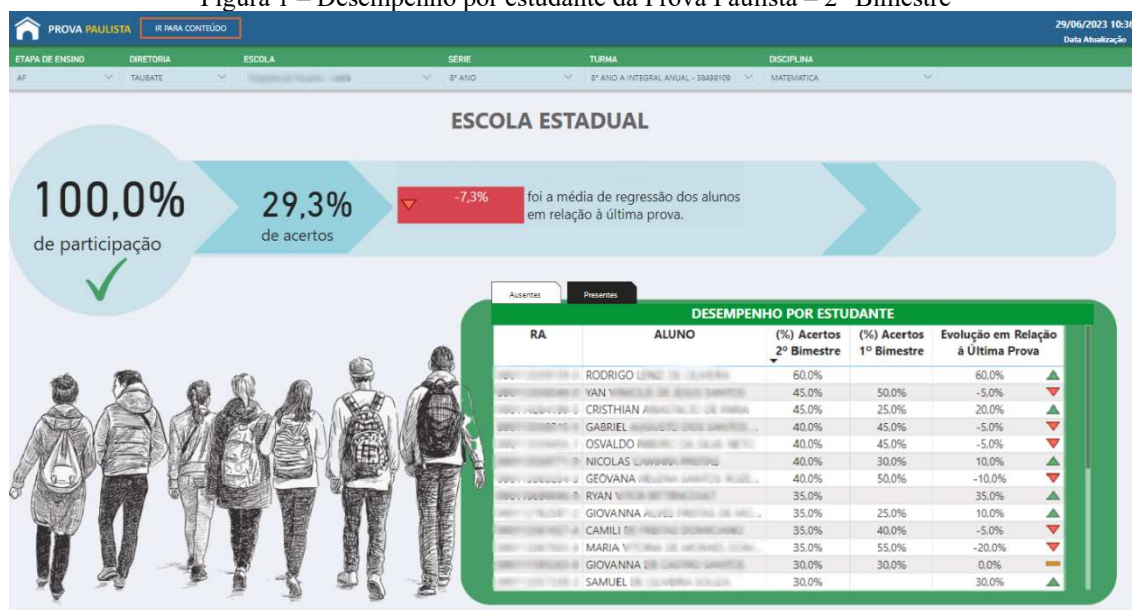 Figura 1 – Desempenho por estudante da Prova Paulista – 2º Bimestre
PROVA PAULISTA IR PARA CONTEÚDO
29/06/2023 10:36
Data Atualização
ETAPA DE ENSINO DIRETORIA ESCOLA SÉRIE TURMA DISCIPLINA
AF TAUBATE 8º ANO 8º ANO A INTEGRAL ANUAL - 38498109 MATEMATICA
ESCOLA ESTADUAL
100,0%
de participação
29,3%
de acertos
-7,3%
foi a média de regressão dos alunos
em relação à última prova.
Ausentes Presentes
DESEMPENHO POR ESTUDANTE
RA ALUNO (%) Acertos 2º Bimestre (%) Acertos 1º Bimestre Evolução em Relação à Última Prova
RODRIGO 60.0% 60.0%
YAN 45.0% 50.0% -5.0%
CRISTHIAN 45.0% 25.0% 20.0%
GABRIEL 40.0% 45.0% -5.0%
OSVALDO 40.0% 45.0% -5.0%
NICOLAS 40.0% 30.0% 10.0%
GEOVANA 40.0% 50.0% -10.0%
RYAN 35.0% 35.0%
GIOVANNA 35.0% 25.0% 10.0%
CAMILI 35.0% 40.0% -5.0%
MARIA 35.0% 55.0% -20.0%
GIOVANNA 30.0% 30.0% 0.0%
SAMUEL 30.0% 30.0%